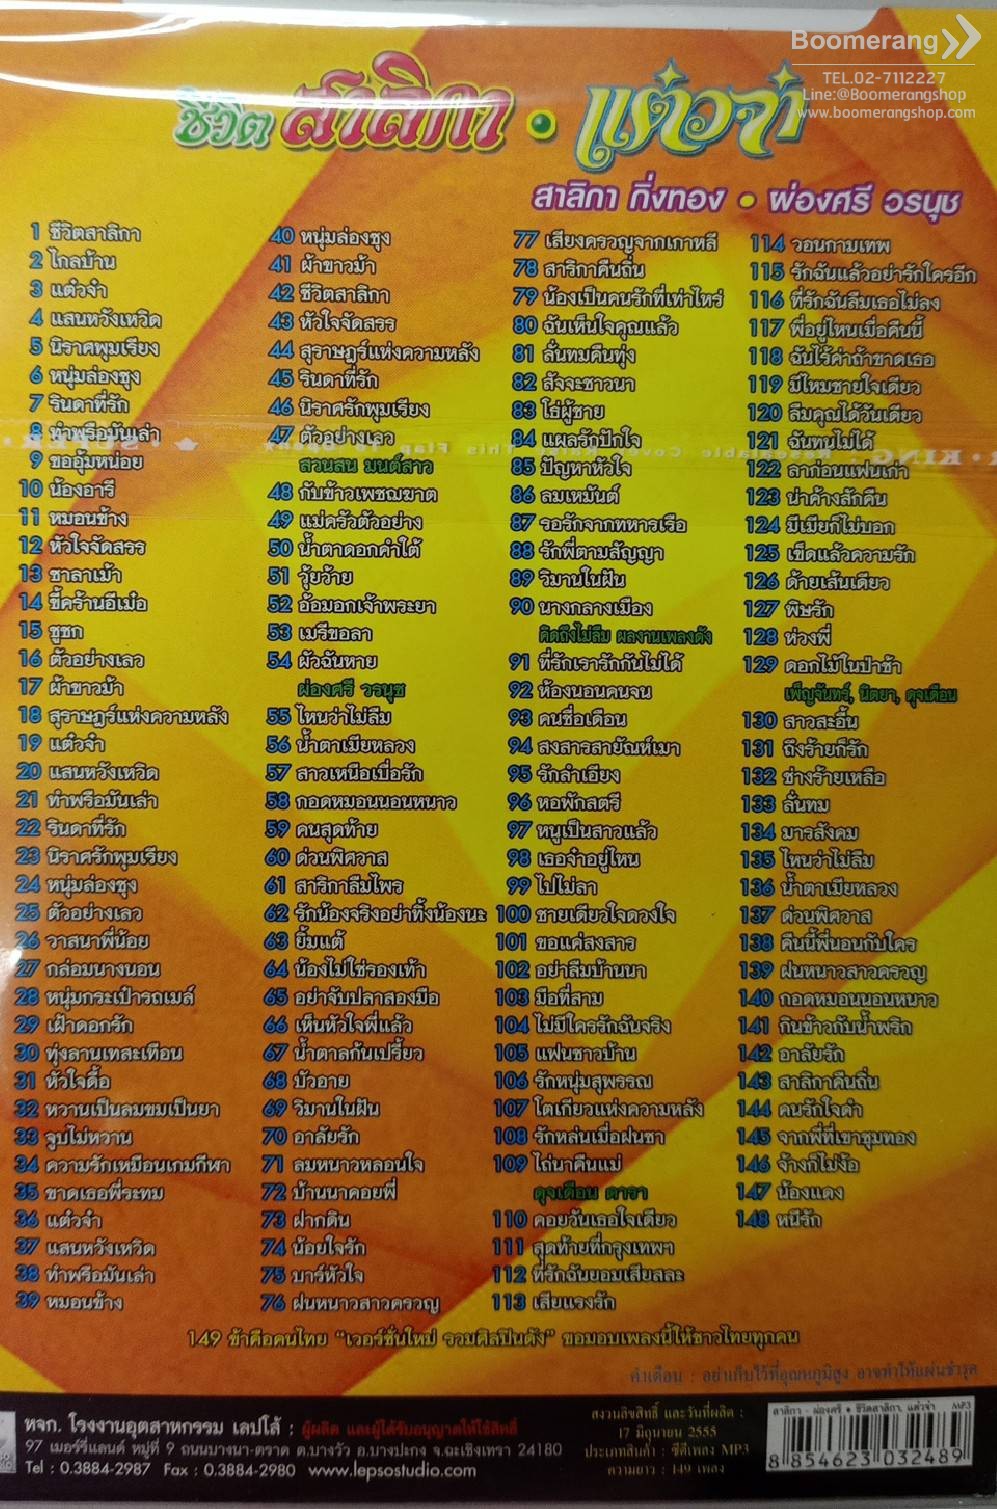 Boomerang
TEL.02-7112227
Line:@Boomerangshop
www.boomerangshop.com
ชีวิต สาลิกา • แต๋วจ๋า
สาลิกา กิ่งทอง • ผ่องศรี วรนุช
1 ชีวิตสาลิกา
2 ไกลบ้าน
3 แต๋วจ๋า
4 แสนหวังเหวิด
5 นิราศพุมเรียง
6 หนุ่มล่องซุง
7 รินดาที่รัก
8 ทำพรือมันเล่า
9 ขออุ้มหน่อย
10 น้องอารี
11 หมอนข้าง
12 หัวใจจัดสรร
13 ซาลาเม้า
14 ขี้คร้านอีเม๋อ
15 ชูชก
16 ตัวอย่างเลว
17 ผ้าขาวม้า
18 สุราษฎร์แห่งความหลัง
19 แต๋วจ๋า
20 แสนหวังเหวิด
21 ทำพรือมันเล่า
22 รินดาที่รัก
23 นิราศรักพุมเรียง
24 หนุ่มล่องซุง
25 ตัวอย่างเลว
26 วาสนาพี่น้อย
27 กล่อมนางนอน
28 หนุ่มกระเป๋ารถเมล์
29 เฝ้าดอกรัก
30 ทุ่งลานเทสะเทือน
31 หัวใจดื้อ
32 หวานเป็นลมขมเป็นยา
33 จูบไม่หวาน
34 ความรักเหมือนเกมกีฬา
35 ขาดเธอพี่ระทม
36 แต๋วจ๋า
37 แสนหวังเหวิด
38 ทำพรือมันเล่า
39 หมอนข้าง
40 หนุ่มล่องซุง
41 ผ้าขาวม้า
42 ชีวิตสาลิกา
43 หัวใจจัดสรร
44 สุราษฎร์แห่งความหลัง
45 รินดาที่รัก
46 นิราศรักพุมเรียง
47 ตัวอย่างเลว
สวนสน มนต์สาว
48 กับข้าวเพชฌฆาต
49 แม่ครัวตัวอย่าง
50 น้ำตาดอกคำใต้
51 วุ้ยว้าย
52 อ้อมอกเจ้าพระยา
53 เมรีขอลา
54 ผัวฉันหาย
ผ่องศรี วรนุช
55 ไหนว่าไม่ลืม
56 น้ำตาเมียหลวง
57 สาวเหนือเบื่อรัก
58 กอดหมอนนอนหนาว
59 คนสุดท้าย
60 ด่วนพิศวาส
61 สาริกาลืมไพร
62 รักน้องจริงอย่าทิ้งน้องนะ
63 ยิ้มแต้
64 น้องไม่ใช่รองเท้า
65 อย่าจับปลาสองมือ
66 เห็นหัวใจพี่แล้ว
67 น้ำตาลก้นเปรี้ยว
68 บัวอาย
69 วิมานในฝัน
70 อาลัยรัก
71 ลมหนาวหลอนใจ
72 บ้านนาคอยพี่
73 ฝากดิน
74 น้อยใจรัก
75 บาร์หัวใจ
76 ฝนหนาวสาวครวญ
77 เสียงครวญจากเกาหลี
78 สาริกาคืนถิ่น
79 น้องเป็นคนรักที่เท่าไหร่
80 ฉันเห็นใจคุณแล้ว
81 ลั่นทมคืนทุ่ง
82 สัจจะชาวนา
83 โธ่ผู้ชาย
84 แผลรักปักใจ
85 ปัญหาหัวใจ
86 ลมเหมันต์
87 รอรักจากทหารเรือ
88 รักพี่ตามสัญญา
89 วิมานในฝัน
90 นางกลางเมือง
คิดถึงไม่ลืม ผลงานเพลงดัง
91 ที่รักเรารักกันไม่ได้
92 ห้องนอนคนจน
93 คนชื่อเดือน
94 สงสารสายัณห์เมา
95 รักลำเอียง
96 หอพักสตรี
97 หนูเป็นสาวแล้ว
98 เธอจ๋าอยู่ไหน
99 ไปไม่ลา
100 ชายเดียวใจดวงใจ
101 ขอแค่สงสาร
102 อย่าลืมบ้านนา
103 มือที่สาม
104 ไม่มีใครรักฉันจริง
105 แฟนชาวบ้าน
106 รักหนุ่มสุพรรณ
107 โตเกียวแห่งความหลัง
108 รักหล่นเมื่อฝนซา
109 ไถ่นาคืนแม่
ดุจเดือน ดารา
110 คอยวันเธอใจเดียว
111 สุดท้ายที่กรุงเทพฯ
112 ที่รักฉันยอมเสียสละ
113 เสียแรงรัก
114 วอนกามเทพ
115 รักฉันแล้วอย่ารักใครอีก
116 ที่รักฉันลืมเธอไม่ลง
117 พี่อยู่ไหนเมื่อคืนนี้
118 ฉันไร้ค่าถ้าขาดเธอ
119 มีไหมชายใจเดียว
120 ลืมคุณได้วันเดียว
121 ฉันทนไม่ได้
122 ลาก่อนแฟนเก่า
123 น้ำค้างสักคืน
124 มีเมียก็ไม่บอก
125 เข็ดแล้วความรัก
126 ด้ายเส้นเดียว
127 พิษรัก
128 ห่วงพี่
129 ดอกไม้ในป่าช้า
เพ็ญจันทร์, นิตยา, ดุจเดือน
130 สาวสะอื้น
131 ถึงร้ายก็รัก
132 ช่างร้ายเหลือ
133 ลั่นทม
134 มารสังคม
135 ไหนว่าไม่ลืม
136 น้ำตาเมียหลวง
137 ด่วนพิศวาส
138 คืนนี้พี่นอนกับใคร
139 ฝนหนาวสาวครวญ
140 กอดหมอนนอนหนาว
141 กินข้าวกับน้ำพริก
142 อาลัยรัก
143 สาลิกาคืนถิ่น
144 คนรักใจดำ
145 จากพี่ที่เขาชุมทอง
146 จ้างก็ไม่ง้อ
147 น้องแดง
148 หนีรัก
149 ข้าคือคนไทย "เวอร์ชั่นใหม่ รวมศิลปินดัง" ขอมอบเพลงนี้ให้ชาวไทยทุกคน
คำเตือน : อย่าเก็บไว้ที่อุณหภูมิสูง อาจทำให้แผ่นชำรุด
หจก. โรงงานอุตสาหกรรม เลปโส้ ; ผู้ผลิต และผู้ได้รับอนุญาตให้ใช้สิทธิ์
97 เมอร์รี่แลนด์ หมู่ที่ 9 ถนนบางนา-ตราด ต.บางวัว อ.บางปะกง จ.ฉะเชิงเทรา 24180
Tel : 0.3884-2987 Fax : 0.3884-2980 www.lepsostudio.com
สงวนลิขสิทธิ์ และวันที่ผลิต :
17 มิถุนายน 2555
ประเภทสินค้า : ซีดีเพลง MP3
ความยาว : 149 เพลง
สาลิกา - ผ่องศรี • ชีวิตสาลิกา, แต๋วจ๋า MP3
8 854623 032489